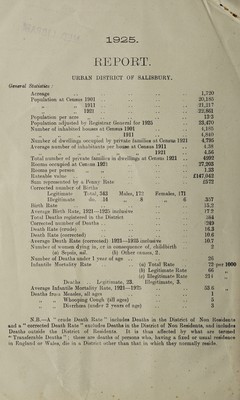 1925.
REPORT.
URBAN DISTRICT OF SALISBURY.
General Statistics:
Acreage 1,720
Population at Census 1901 20,185
„ „ 1911 21,217
„ „ 1921 22,861
Population per acre 13·3
Population adjusted by Registrar General for 1925 23,470
Number of inhabited houses at Census 1901 4,185
1911 4,849
Number of dwellings occupied by private families at Census 1921 4,795
Average number of inhabitants per house at Census 1911 4.38
1921 4.56
Total number of private families in dwellings at Census 1921 4992
Rooms occupied at Census 1921 27,203
Rooms per person 1.33
Rateable value £147,043
Sum represented by a Penny Rate £572
Corrected number of Births
Legitimate Total, 343 Males, 172 Females, 171
Illegitimate do. 14 „ 8 „ 6 357
Birth Rate 15.2
Average Birth Rate, 1921—1925 inclusive 17.2
Total Deaths registered in the District
Corrected number of Deaths 249
Death Rate (crude) 16.3
Death Rate (corrected) 10.6
Average Death Rate (corrected) 1921—1925 inclusive 10.7
Number of women dying in, or in consequence of, childbirth 2
(a) Sepsis, nil. (b) Other causes, 2.
Number of Deaths under 1 year of age 26
Infantile Mortality Rate (a) Total Rate 72 per 1000
(b) Legitimate Rate 66 „
(c) Illegitimate Rate 214 „
Deaths Legitimate, 23. Illegitimate, 3.
Average Infantile Mortality Rate, 1921—1925 55 6
Deaths from Measles, all ages 1
„ „ Whooping Cough (all ages) 5
„ „ Diarrhœa (under 2 years of age) 3
N.B.—A “ crude Death Rate ” includes Deaths in the District of Non Residents
and a “ corrected Death Rate ” excludes Deaths in the District of Non Residents, and includes
Deaths outside the District of Residents. It is thus affected by what are termed
“ Transferable Deaths ”; these are deaths of persons who, having a fixed or usual residence
in England or Wales, die in a District other than that in which they normally reside.